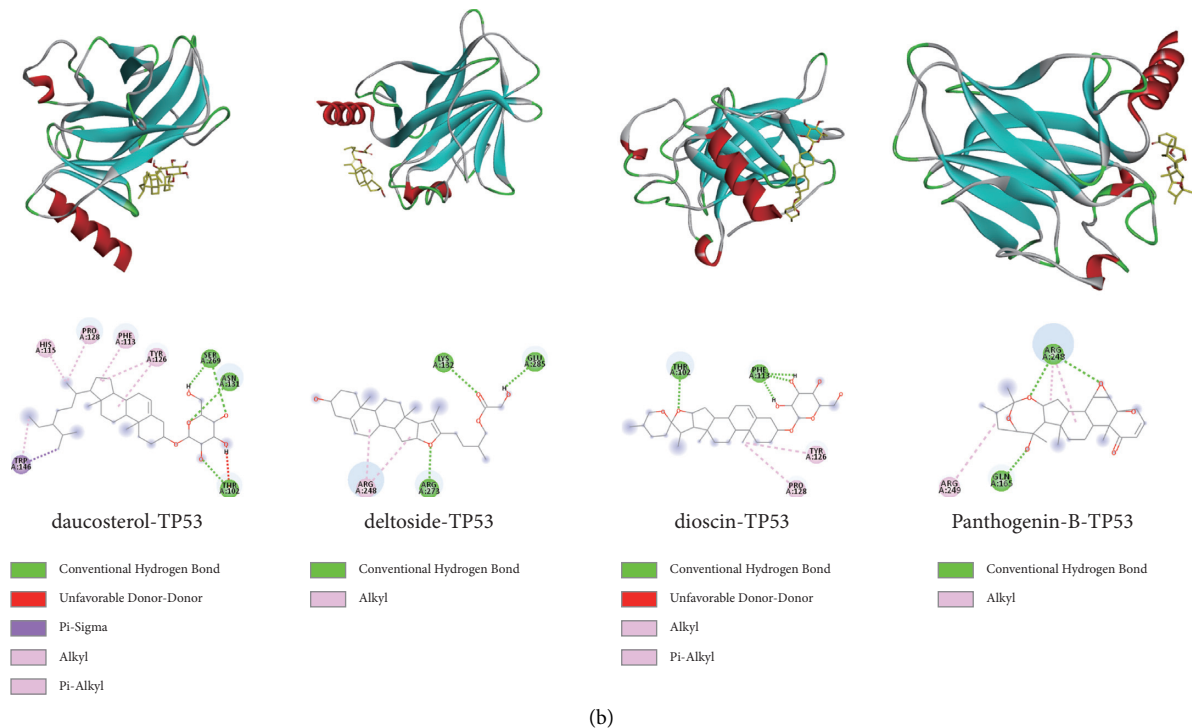 HIS
A:115
PRO
A:128
PHE
A:113
TYR
A:126
SER
A:269
ASN
A:131
TRP
A:146
THR
A:102
H
H
O
O
O
O
daucosterol-TP53
Conventional Hydrogen Bond
Unfavorable Donor-Donor
Pi-Sigma
Alkyl
Pi-Alkyl
LYS
A:132
GLU
A:285
H
O
O
O
ARG
A:248
ARG
A:273
deltoside-TP53
Conventional Hydrogen Bond
Alkyl
THR
A:102
PHE
A:113
H
H
O
O
O
O
TYR
A:126
PRO
A:128
dioscin-TP53
Conventional Hydrogen Bond
Unfavorable Donor-Donor
Alkyl
Pi-Alkyl
ARG
A:248
O
O
O
ARG
A:249
GLN
A:165
Panthogenin-B-TP53
Conventional Hydrogen Bond
Alkyl
(b)